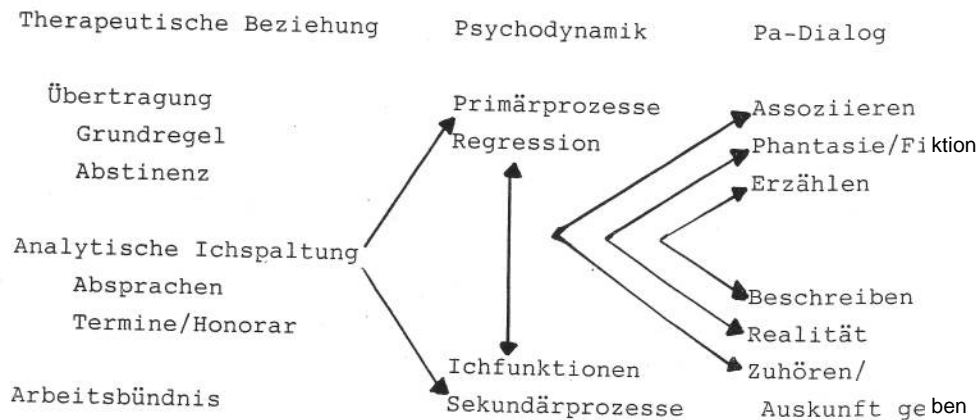 Therapeutische Beziehung Psychodynamik Pa-Dialog
Übertragung Primärprozesse Assoziieren
Grundregel Regression Phantasie/Fiktion
Abstinenz Erzählen
Analytische Ichspaltung
Absprachen Beschreiben
Termine/Honorar Realität
Ichfunktionen Zuhören/
Arbeitsbündnis Sekundärprozesse Auskunft geben